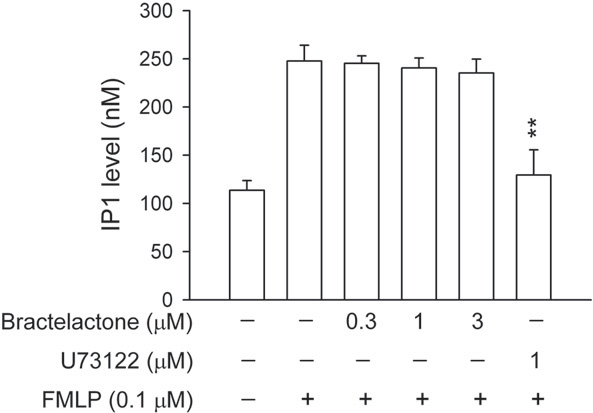 300
250
200
150
100
50
0
IP1 level (nM)
**
Bractelactone (μM) – – 0.3 1 3 –
U73122 (μM) – – – – – 1
FMLP (0.1 μM) – + + + + +